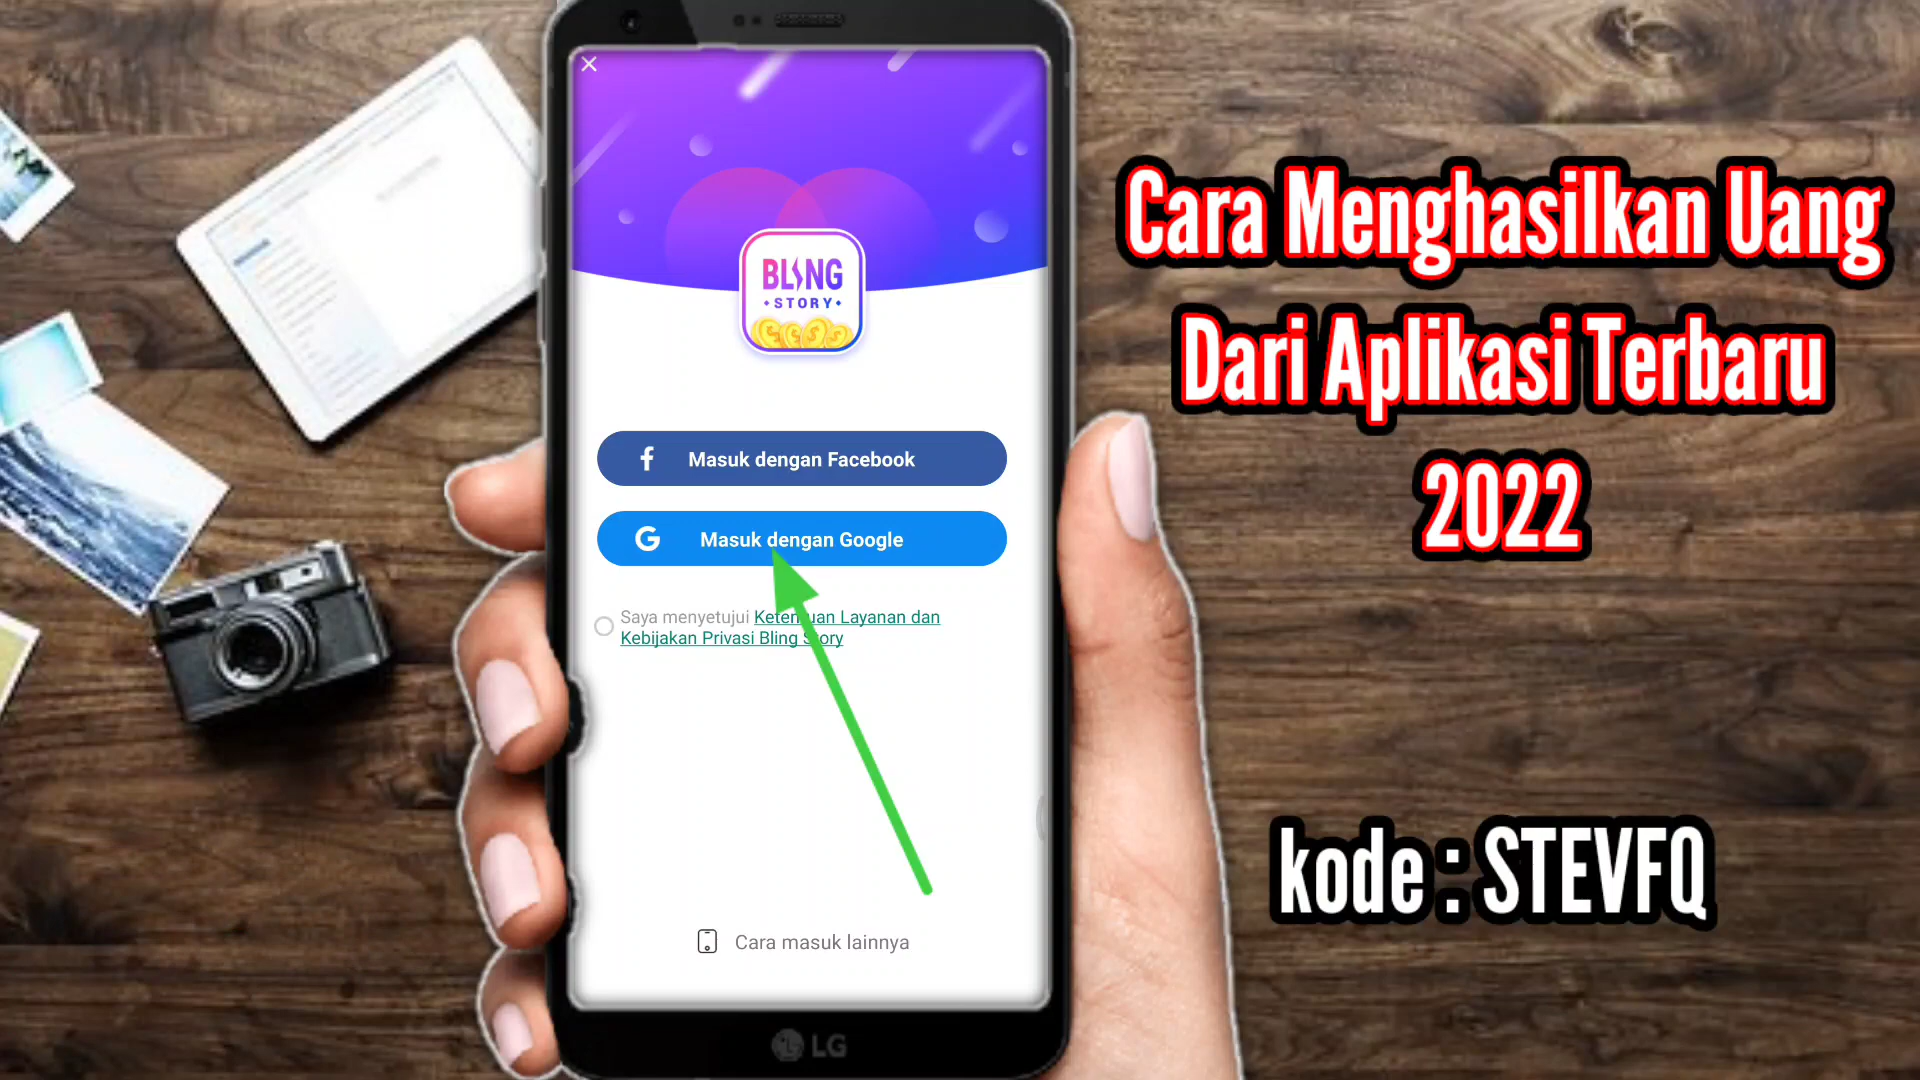 BLING
STORY
Masuk dengan Facebook
Masuk dengan Google
Saya menyetujui Ketentuan Layanan dan
Kebijakan Privasi Bling Story
Cara masuk lainnya
LG
Cara Menghasilkan Uang
Dari Aplikasi Terbaru
2022
kode : STEVFQ